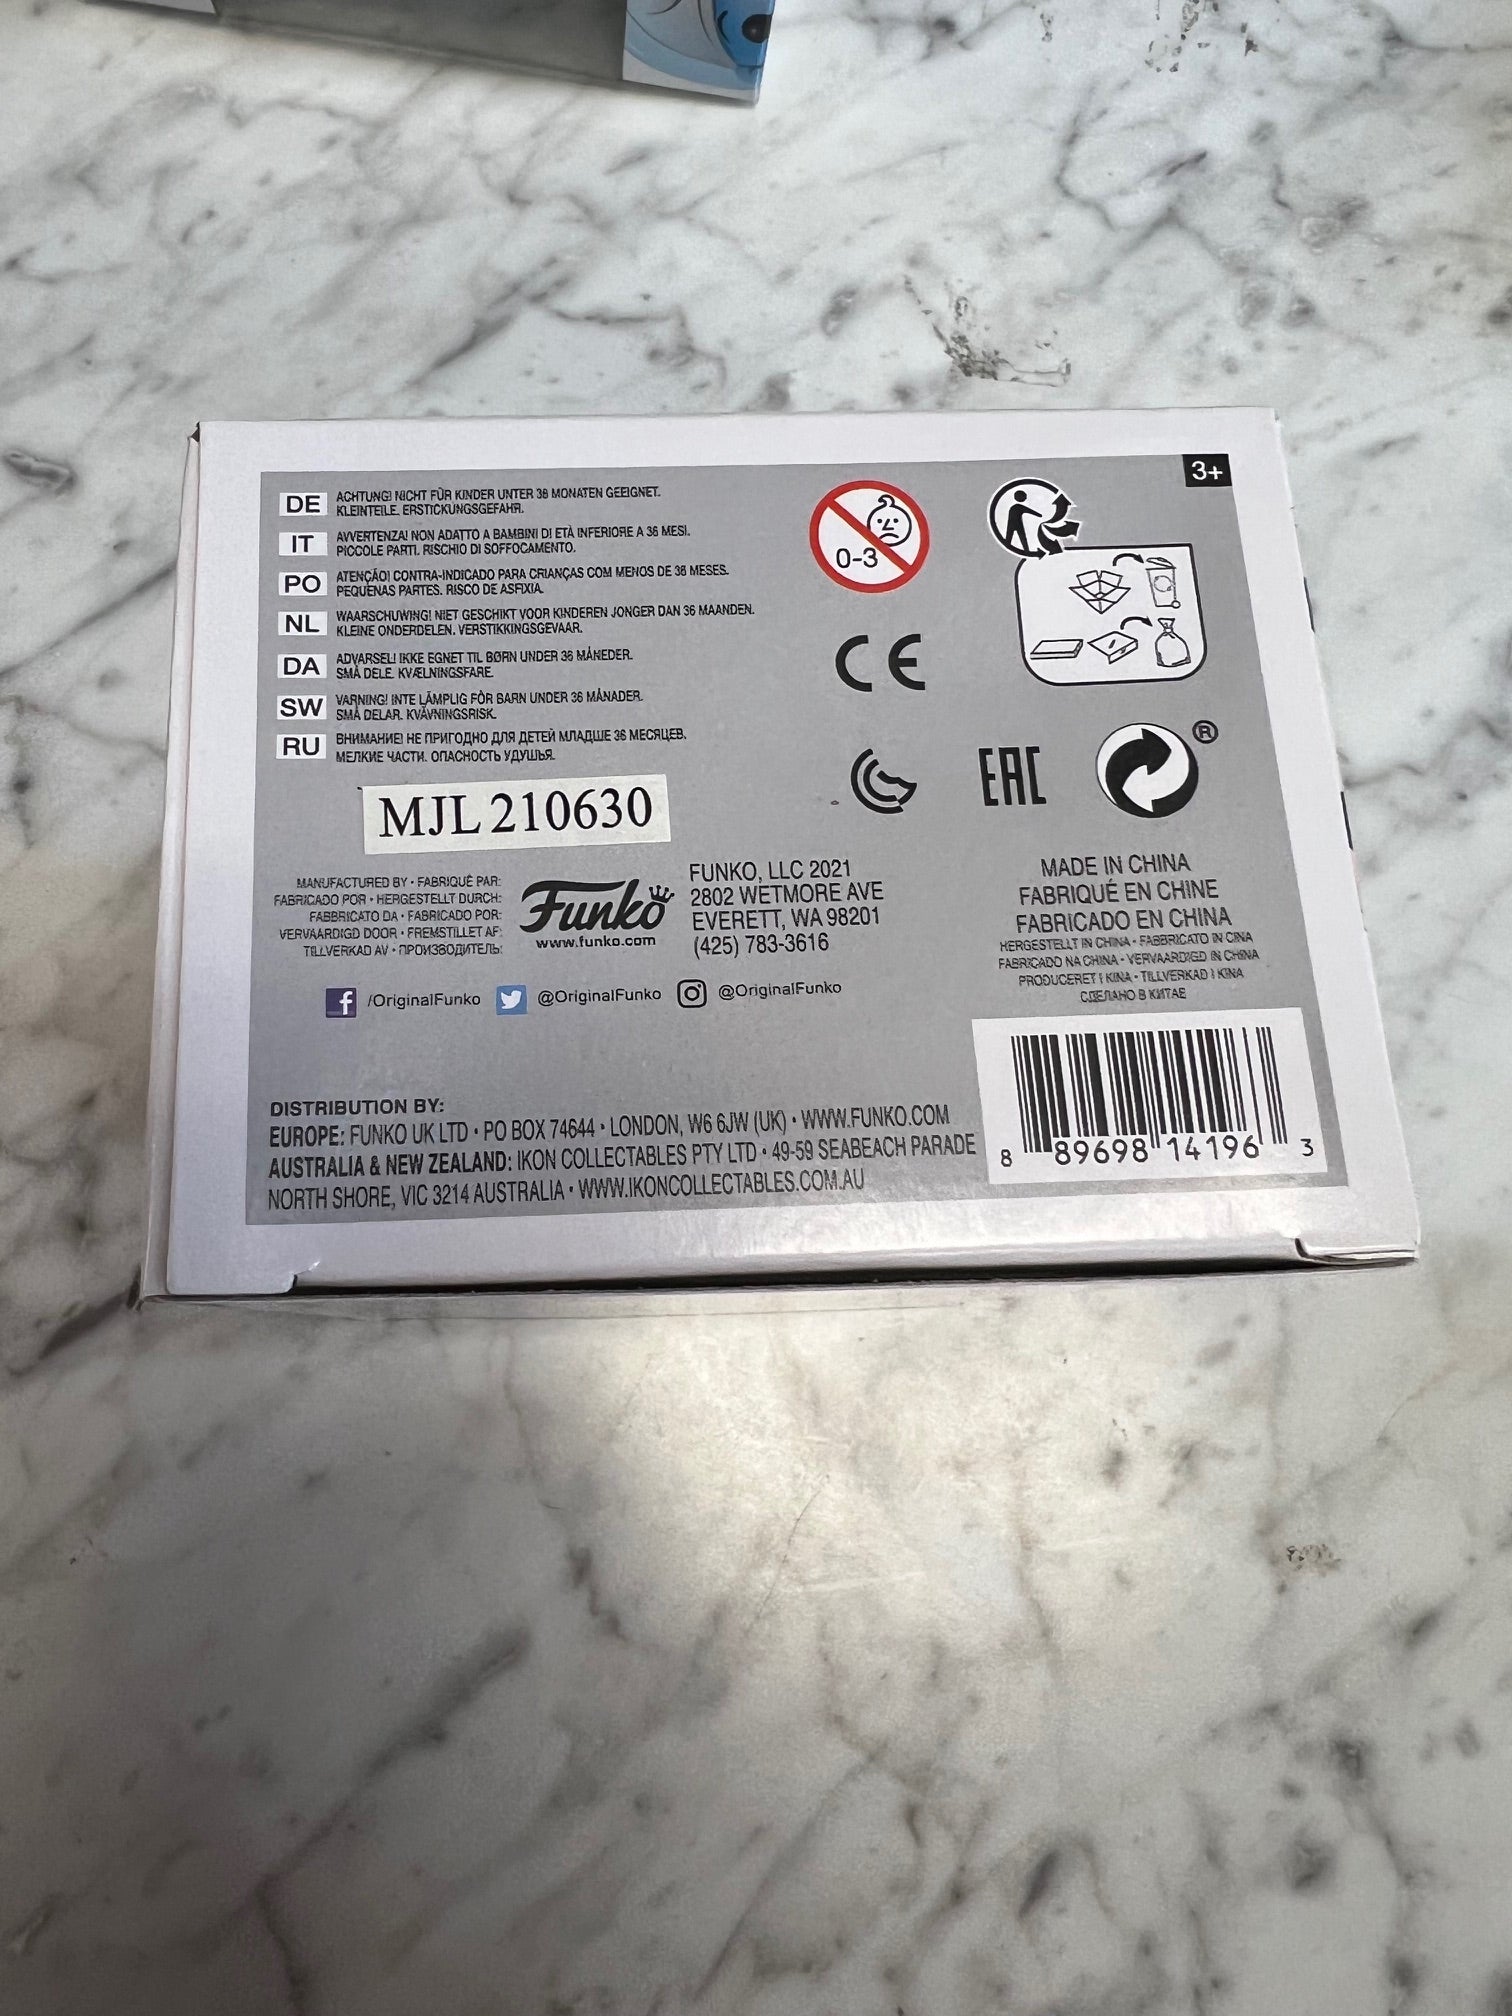 3+
DE ACHTUNG! NICHT FÜR KINDER UNTER 36 MONATEN GEEIGNET.
KLEINTEILE. ERSTICKUNGSGEFAHR.
IT AVVERTENZA! NON ADATTO A BAMBINI DI ETÀ INFERIORE A 36 MESI.
PICCOLE PARTI. RISCHIO DI SOFFOCAMENTO.
PO ATENÇÃO! CONTRA-INDICADO PARA CRIANÇAS COM MENOS DE 36 MESES.
PEQUENAS PARTES. RISCO DE ASFIXIA.
NL WAARSCHUWING! NIET GESCHIKT VOOR KINDEREN JONGER DAN 36 MAANDEN.
KLEINE ONDERDELEN. VERSTIKKINGSGEVAAR.
DA ADVARSEL! IKKE EGNET TIL BØRN UNDER 36 MÅNEDER.
SMÅ DELE. KVÆLNINGSFARE.
SW VARNING! INTE LÄMPLIG FÖR BARN UNDER 36 MÅNADER.
SMÅ DELAR. KVÄVNINGSRISK.
RU ВНИМАНИЕ! НЕ ПРИГОДНО ДЛЯ ДЕТЕЙ МЛАДШЕ 36 МЕСЯЦЕВ.
МЕЛКИЕ ЧАСТИ. ОПАСНОСТЬ УДУШЬЯ.
0-3
CE
EAC
®
MJL 210630
MANUFACTURED BY • FABRIQUÉ PAR:
FABRICADO POR • HERGESTELLT DURCH:
FABBRICATO DA • FABRICADO POR:
VERVAARDIGD DOOR • FREMSTILLET AF:
TILLVERKAD AV • ПРОИЗВОДИТЕЛЬ:
Funko
www.funko.com
FUNKO, LLC 2021
2802 WETMORE AVE
EVERETT, WA 98201
(425) 783-3616
MADE IN CHINA
FABRIQUÉ EN CHINE
FABRICADO EN CHINA
HERGESTELLT IN CHINA • FABBRICATO IN CINA
FABRICADO NA CHINA • VERVAARDIGD IN CHINA
PRODUCERET I KINA • TILLVERKAD I KINA
СДЕЛАНО В КИТАЕ
f /OriginalFunko @OriginalFunko @OriginalFunko
DISTRIBUTION BY:
EUROPE: FUNKO UK LTD • PO BOX 74644 • LONDON, W6 6JW (UK) • WWW.FUNKO.COM
AUSTRALIA & NEW ZEALAND: IKON COLLECTABLES PTY LTD • 49-59 SEABEACH PARADE
NORTH SHORE, VIC 3214 AUSTRALIA • WWW.IKONCOLLECTABLES.COM.AU
8 89698 14196 3